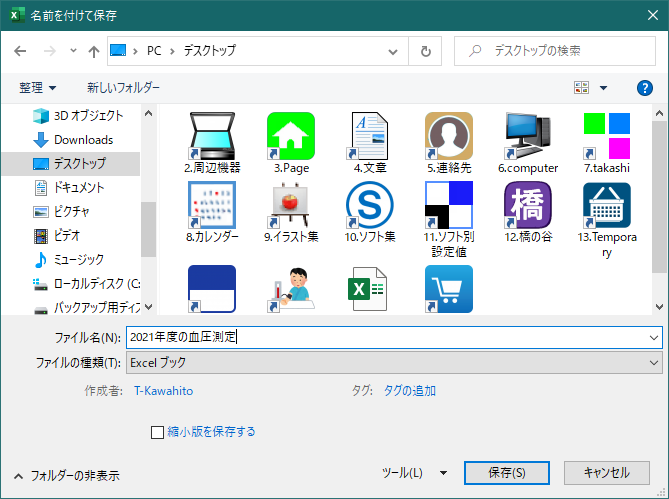 名前を付けて保存
PC
デスクトップ
デスクトップの検索
整理
新しいフォルダー
3D オブジェクト
Downloads
デスクトップ
ドキュメント
ピクチャ
ビデオ
ミュージック
ローカルディスク (C:
バックアップ用ディス
2.周辺機器
3.Page
4.文章
5.連絡先
6.computer
7.takashi
8.カレンダー
9.イラスト集
10.ソフト集
11.ソフト別
設定値
12.橋の谷
13.Tempora
ry
橋
ファイル名(N):
2021年度の血圧測定
ファイルの種類(T):
Excel ブック
作成者:
T-Kawahito
タグ:
タグの追加
縮小版を保存する
フォルダーの非表示
ツール(L)
保存(S)
キャンセル